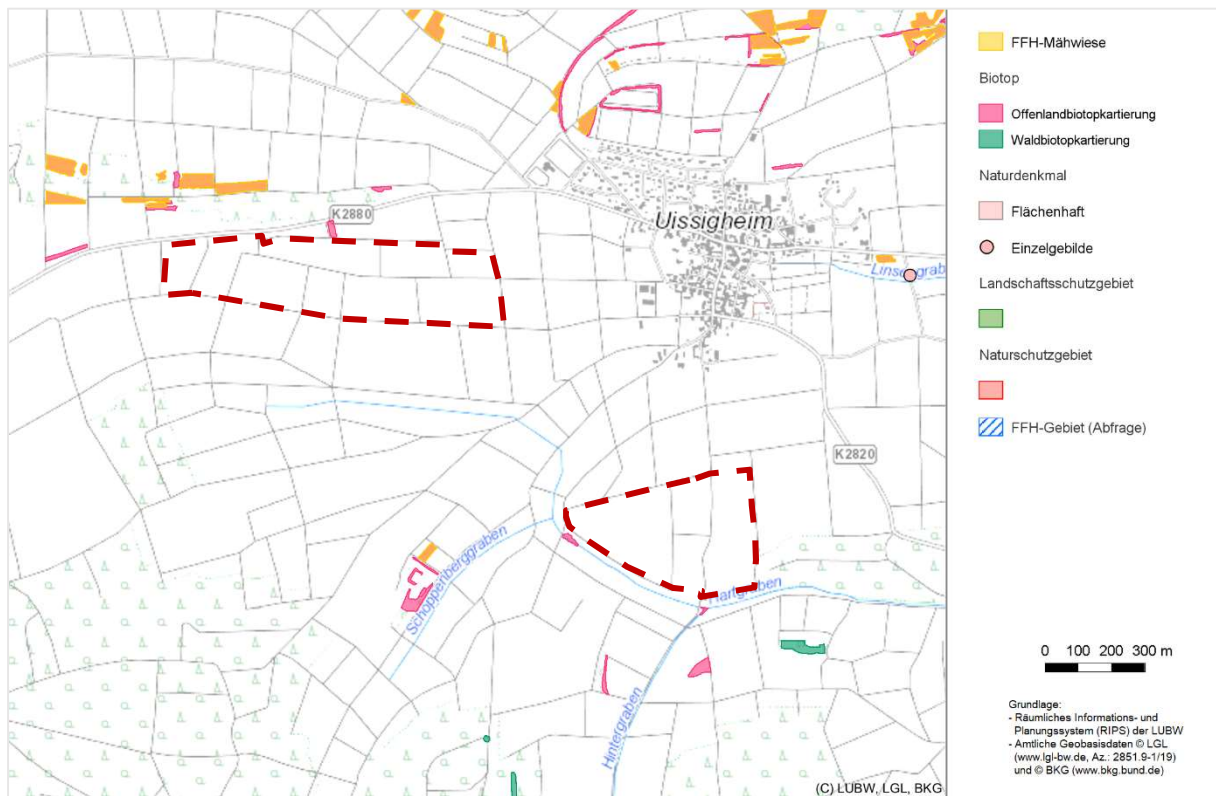 K2880
Uissigheim
K2820
Schoppenberggraben
Hartgraben
Hintergraben
(C) LUBW, LGL, BKG
FFH-Mähwiese
Biotop
Offenlandbiotopkartierung
Waldbiotopkartierung
Naturdenkmal
Flächenhaft
Einzelgebilde
Landschaftsschutzgebiet
Naturschutzgebiet
FFH-Gebiet (Abfrage)
0 100 200 300 m
Grundlage:
- Räumliches Informations- und
Planungssystem (RIPS) der LUBW
- Amtliche Geobasisdaten © LGL
(www.lgl-bw.de, Az.: 2851.9-1/19)
und © BKG (www.bkg.bund.de)